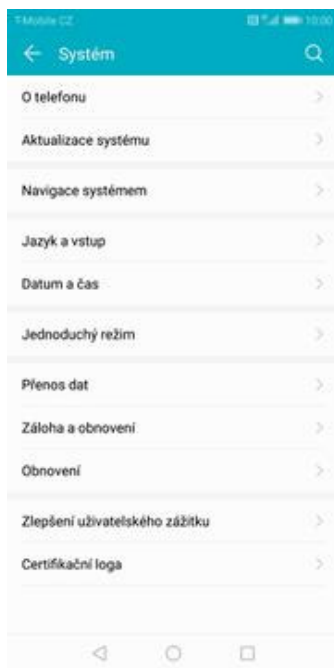 T-Mobile CZ 10:00
Systém
O telefonu
Aktualizace systému
Navigace systémem
Jazyk a vstup
Datum a čas
Jednoduchý režim
Přenos dat
Záloha a obnovení
Obnovení
Zlepšení uživatelského zážitku
Certifikační loga